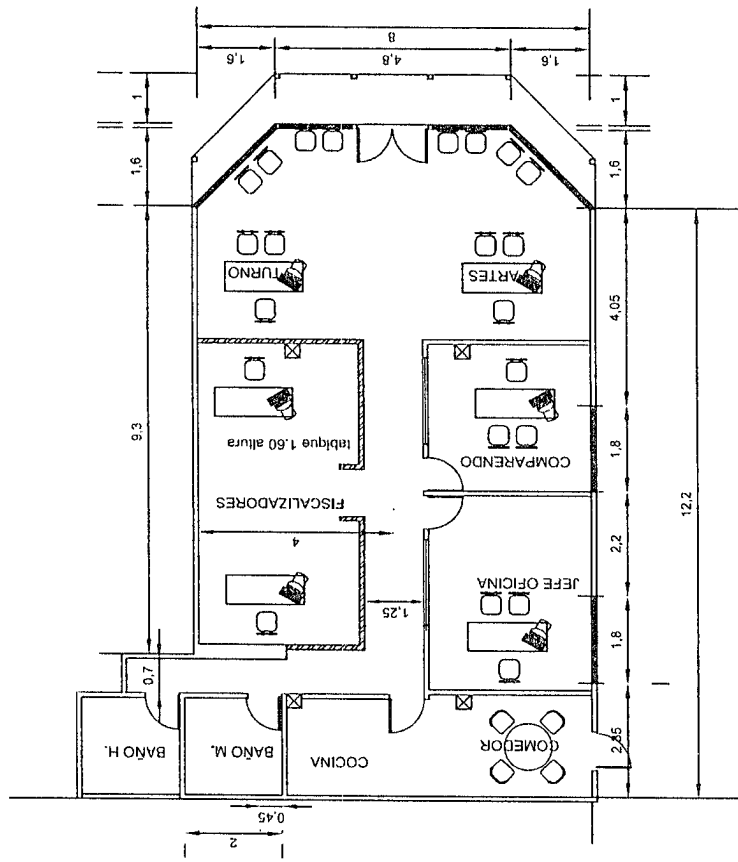 8
1,6
4,8
1,6
1
1
1,6
1,6
TURNO
PARTES
4,05
9,3
tabique 1.60 altura
COMPARENDO
1,8
FISCALIZADORES
12,2
4
2,2
JEFE OFICINA
1,25
1,8
0,7
BAÑO H.
BAÑO M.
COCINA
COMEDOR
2,35
0,45
2